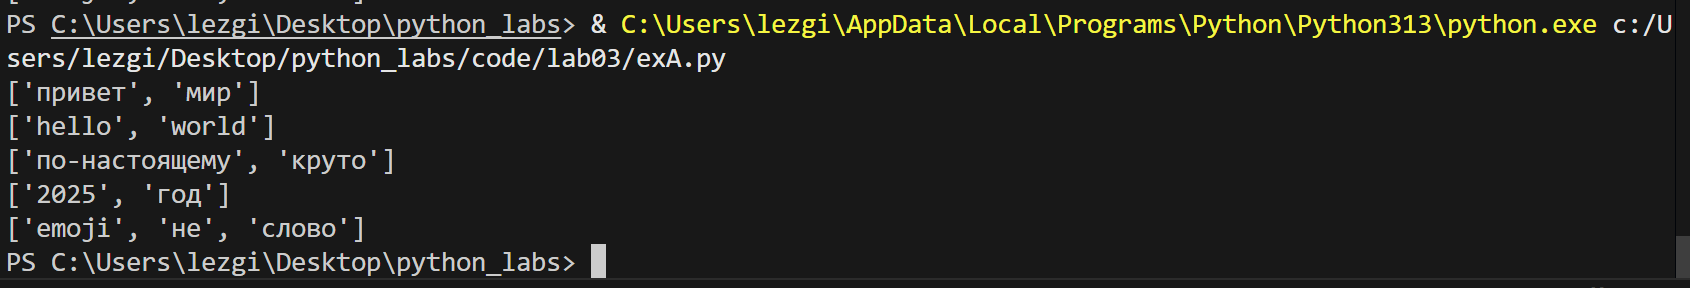 PS C:\Users\lezgi\Desktop\python_labs> & C:\Users\lezgi\AppData\Local\Programs\Python\Python313\python.exe c:/U
sers/lezgi/Desktop/python_labs/code/lab03/exA.py
['привет', 'мир']
['hello', 'world']
['по-настоящему', 'круто']
['2025', 'год']
['emoji', 'не', 'слово']
PS C:\Users\lezgi\Desktop\python_labs>